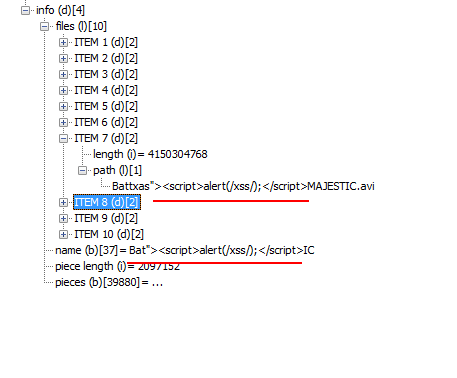 info (d)[4]
files (l)[10]
ITEM 1 (d)[2]
ITEM 2 (d)[2]
ITEM 3 (d)[2]
ITEM 4 (d)[2]
ITEM 5 (d)[2]
ITEM 6 (d)[2]
ITEM 7 (d)[2]
length (i)= 4150304768
path (l)[1]
Battxas"><script>alert(/xss/);</script>MAJESTIC.avi
ITEM 8 (d)[2]
ITEM 9 (d)[2]
ITEM 10 (d)[2]
name (b)[37]=Bat"><script>alert(/xss/);</script>IC
piece length (i)= 2097152
pieces (b)[39880]= ...